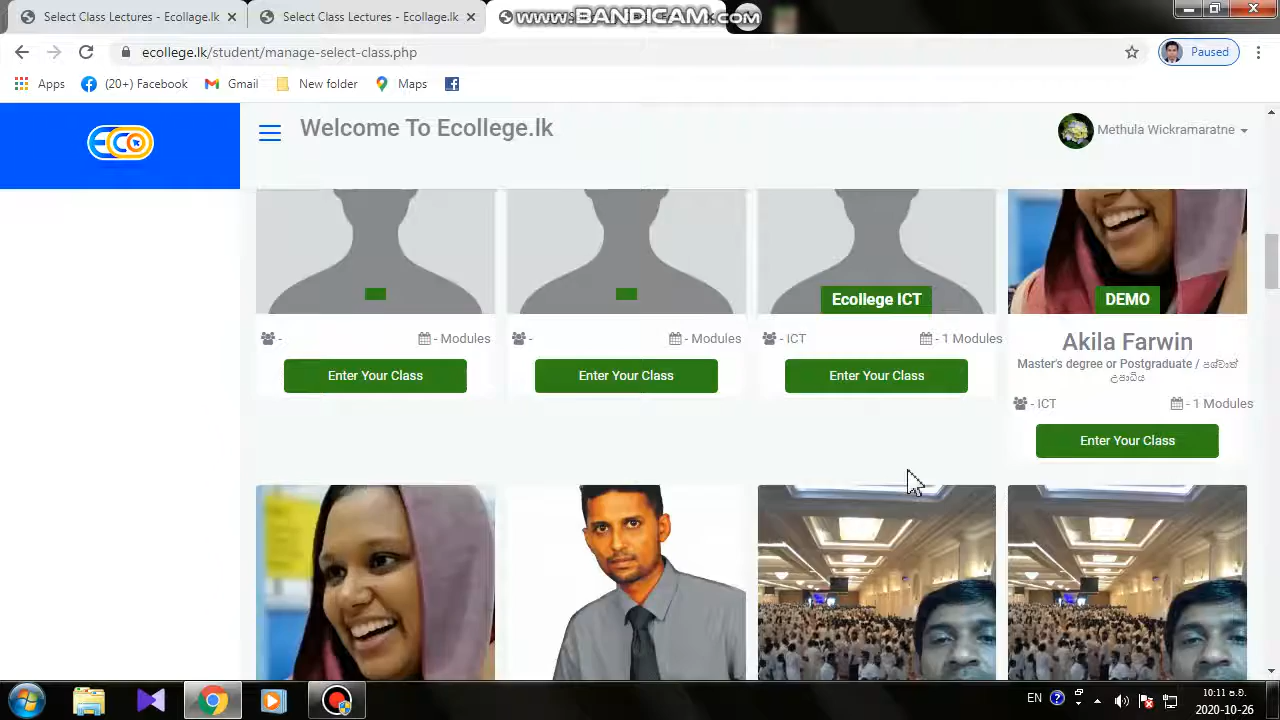 Select Class Lectures - Ecollage.lk
Select Class Lectures - Ecollage.lk
www.BANDICAM.com
ecollege.lk/student/manage-select-class.php
Paused
Apps
(20+) Facebook
Gmail
New folder
Maps
ECO
Welcome To Ecollege.lk
Methula Wickramaratne
Ecollege ICT
DEMO
-
- Modules
-
- Modules
- ICT
- 1 Modules
Akila Farwin
Master's degree or Postgraduate / පශ්චාත්
උපාධිය
Enter Your Class
Enter Your Class
Enter Your Class
- ICT
- 1 Modules
Enter Your Class
EN
10:11
2020-10-26